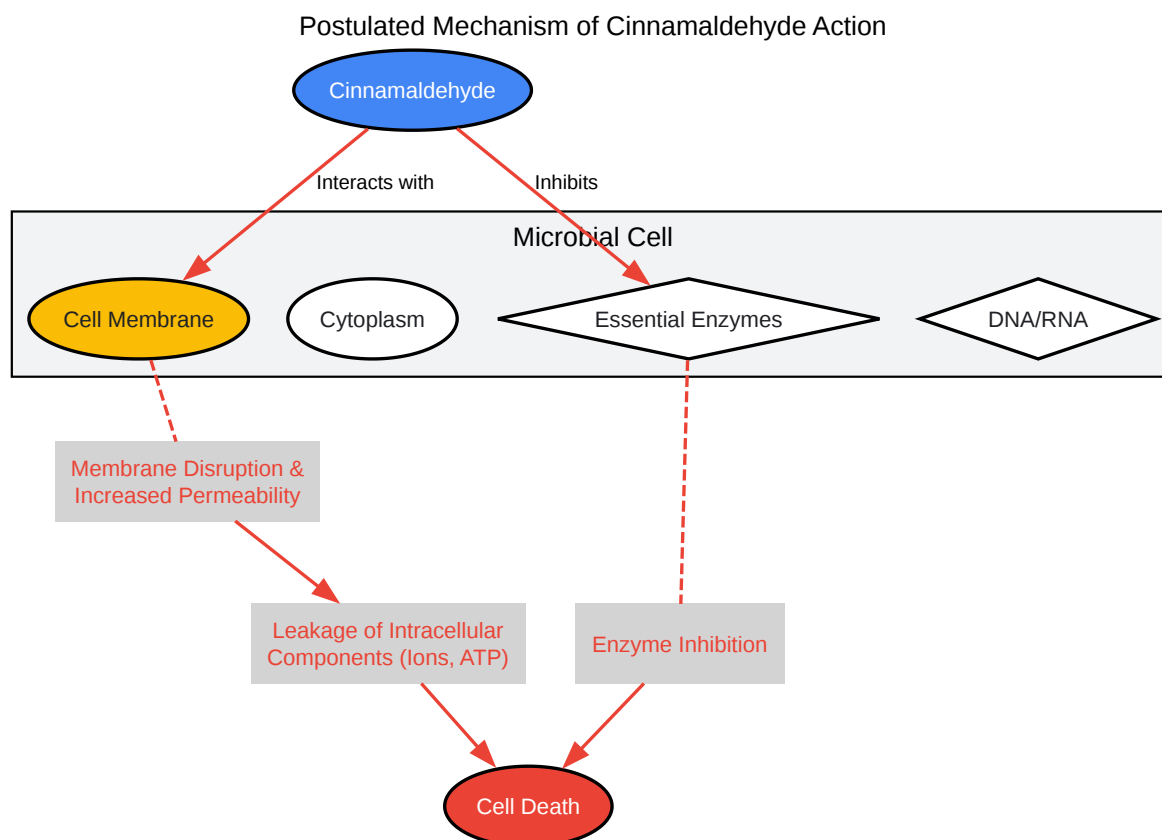 Postulated Mechanism of Cinnamaldehyde Action
Cinnamaldehyde
Interacts with
Inhibits
Microbial Cell
Cell Membrane
Cytoplasm
Essential Enzymes
DNA/RNA
Membrane Disruption &
Increased Permeability
Leakage of Intracellular
Components (Ions, ATP)
Enzyme Inhibition
Cell Death